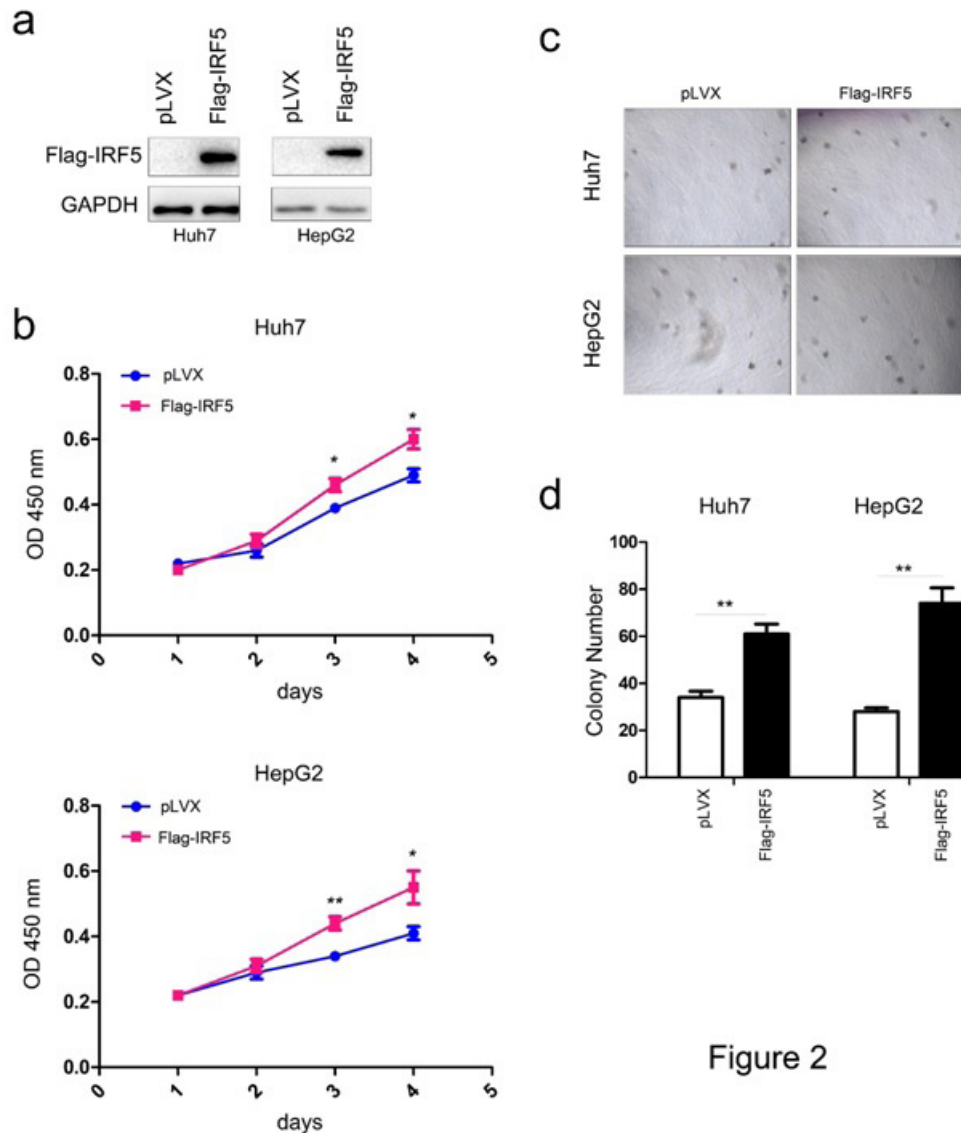 a
pLVX
Flag-IRF5
pLVX
Flag-IRF5
Flag-IRF5
GAPDH
Huh7
HepG2
b
Huh7
pLVX
Flag-IRF5
0.8
0.6
0.4
0.2
0.0
OD 450 nm
*
*
0
1
2
3
4
5
days
HepG2
pLVX
Flag-IRF5
0.8
0.6
0.4
0.2
0.0
OD 450 nm
**
*
0
1
2
3
4
5
days
c
pLVX
Flag-IRF5
Huh7
HepG2
d
Huh7
HepG2
100
80
60
40
20
0
Colony Number
**
**
pLVX
Flag-IRF5
pLVX
Flag-IRF5
Figure 2